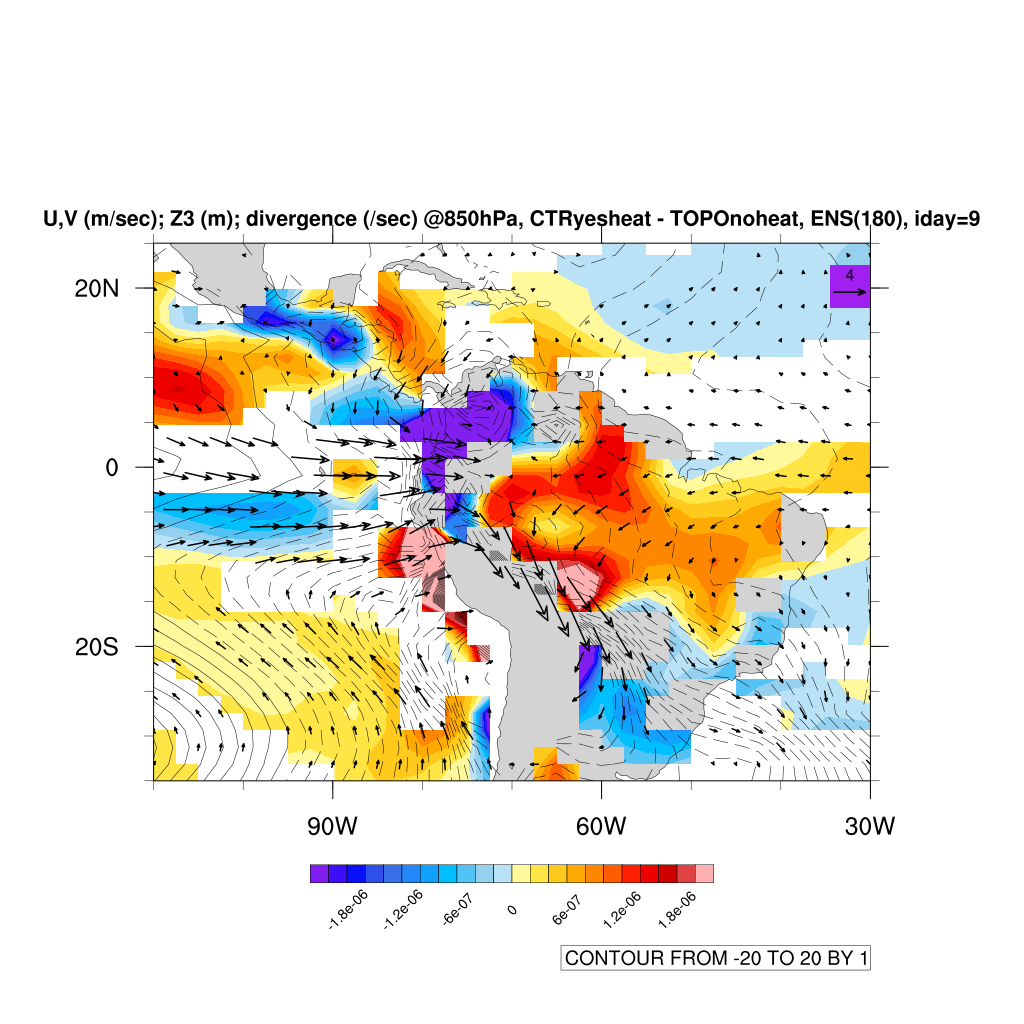 U,V (m/sec); Z3 (m); divergence (/sec) @850hPa, CTRyesheat - TOPOnoheat, ENS(180), iday=9
4
20N
0
20S
90W
60W
30W
-1.8e-06
-1.2e-06
-6e-07
0
6e-07
1.2e-06
1.8e-06
CONTOUR FROM -20 TO 20 BY 1